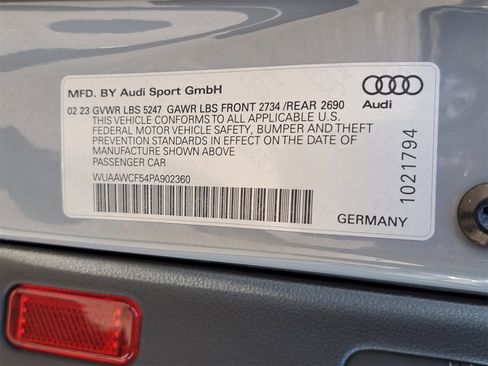 MFD. BY Audi Sport GmbH
02 23 GVWR LBS 5247 GAWR LBS FRONT 2734 /REAR 2690
THIS VEHICLE CONFORMS TO ALL APPLICABLE U.S.
FEDERAL MOTOR VEHICLE SAFETY, BUMPER AND THEFT
PREVENTION STANDARDS IN EFFECT ON THE DATE OF
MANUFACTURE SHOWN ABOVE
PASSENGER CAR
WUAAWCF54PA902360
Audi
1021794
GERMANY